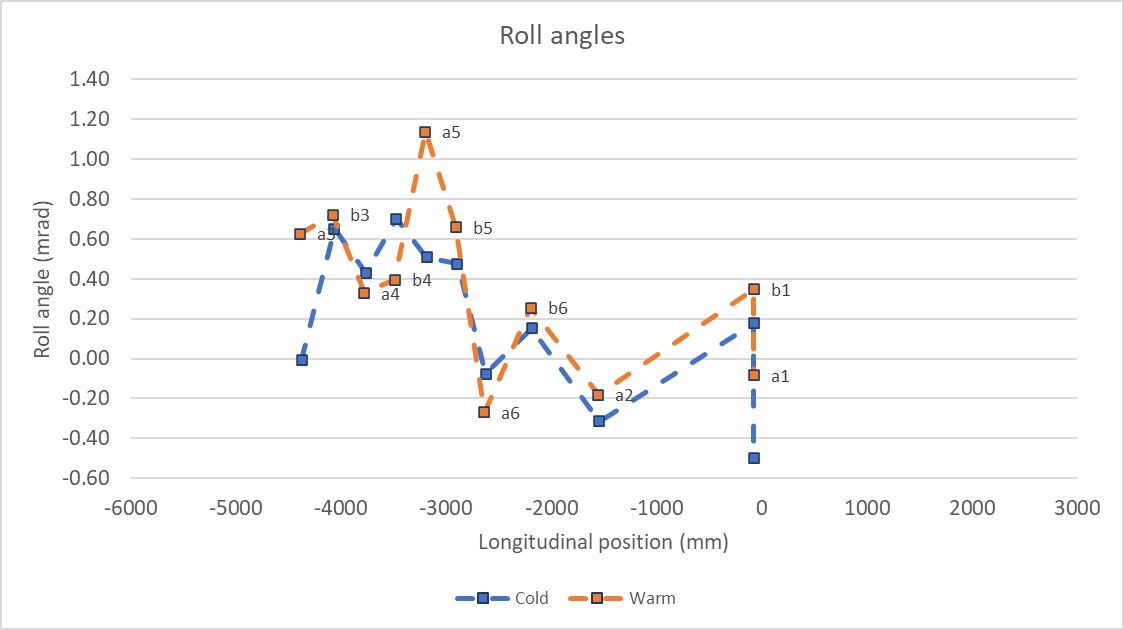 Roll angles
1.40
1.20
1.00
0.80
0.60
0.40
0.20
0.00
-0.20
-0.40
-0.60
Roll angle (mrad)
a5
b3
b5
a3
b4
a4
b6
b1
a1
a2
a6
-6000 -5000 -4000 -3000 -2000 -1000 0 1000 2000 3000
Longitudinal position (mm)
Cold Warm